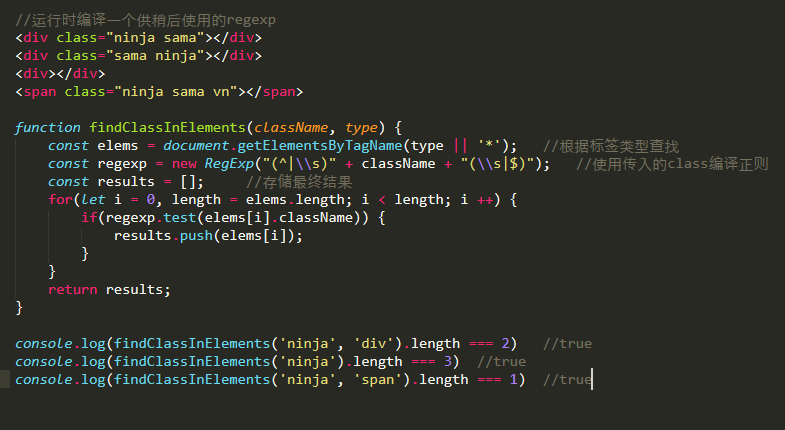 //运行时编译一个供稍后使用的regexp
<div class="ninja sama"></div>
<div class="sama ninja"></div>
<div></div>
<span class="ninja sama vn"></span>

function findClassInElements(className, type) {
    const elems = document.getElementsByTagName(type || '*');   //根据标签类型查找
    const regexp = new RegExp("(^|\\s)" + className + "(\\s|$)");   //使用传入的class编译正则
    const results = [];     //存储最终结果
    for(let i = 0, length = elems.length; i < length; i ++) {
        if(regexp.test(elems[i].className)) {
            results.push(elems[i]);
        }
    }
    return results;
}

console.log(findClassInElements('ninja', 'div').length === 2)   //true
console.log(findClassInElements('ninja').length === 3)  //true
console.log(findClassInElements('ninja', 'span').length === 1)  //true